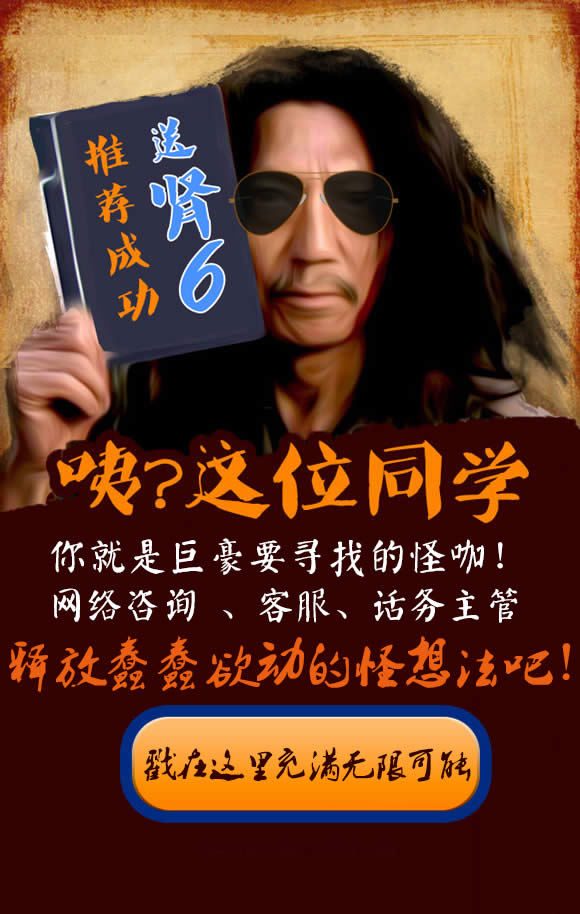 推荐成功
送肾6
咦?这位同学
你就是巨豪要寻找的怪咖!
网络咨询 、客服、话务主管
释放蠢蠢欲动的怪想法吧!
戳在这里充满无限可能